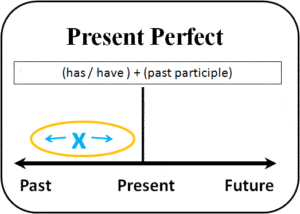 Present Perfect
(has / have ) + (past participle)
X
Past Present Future